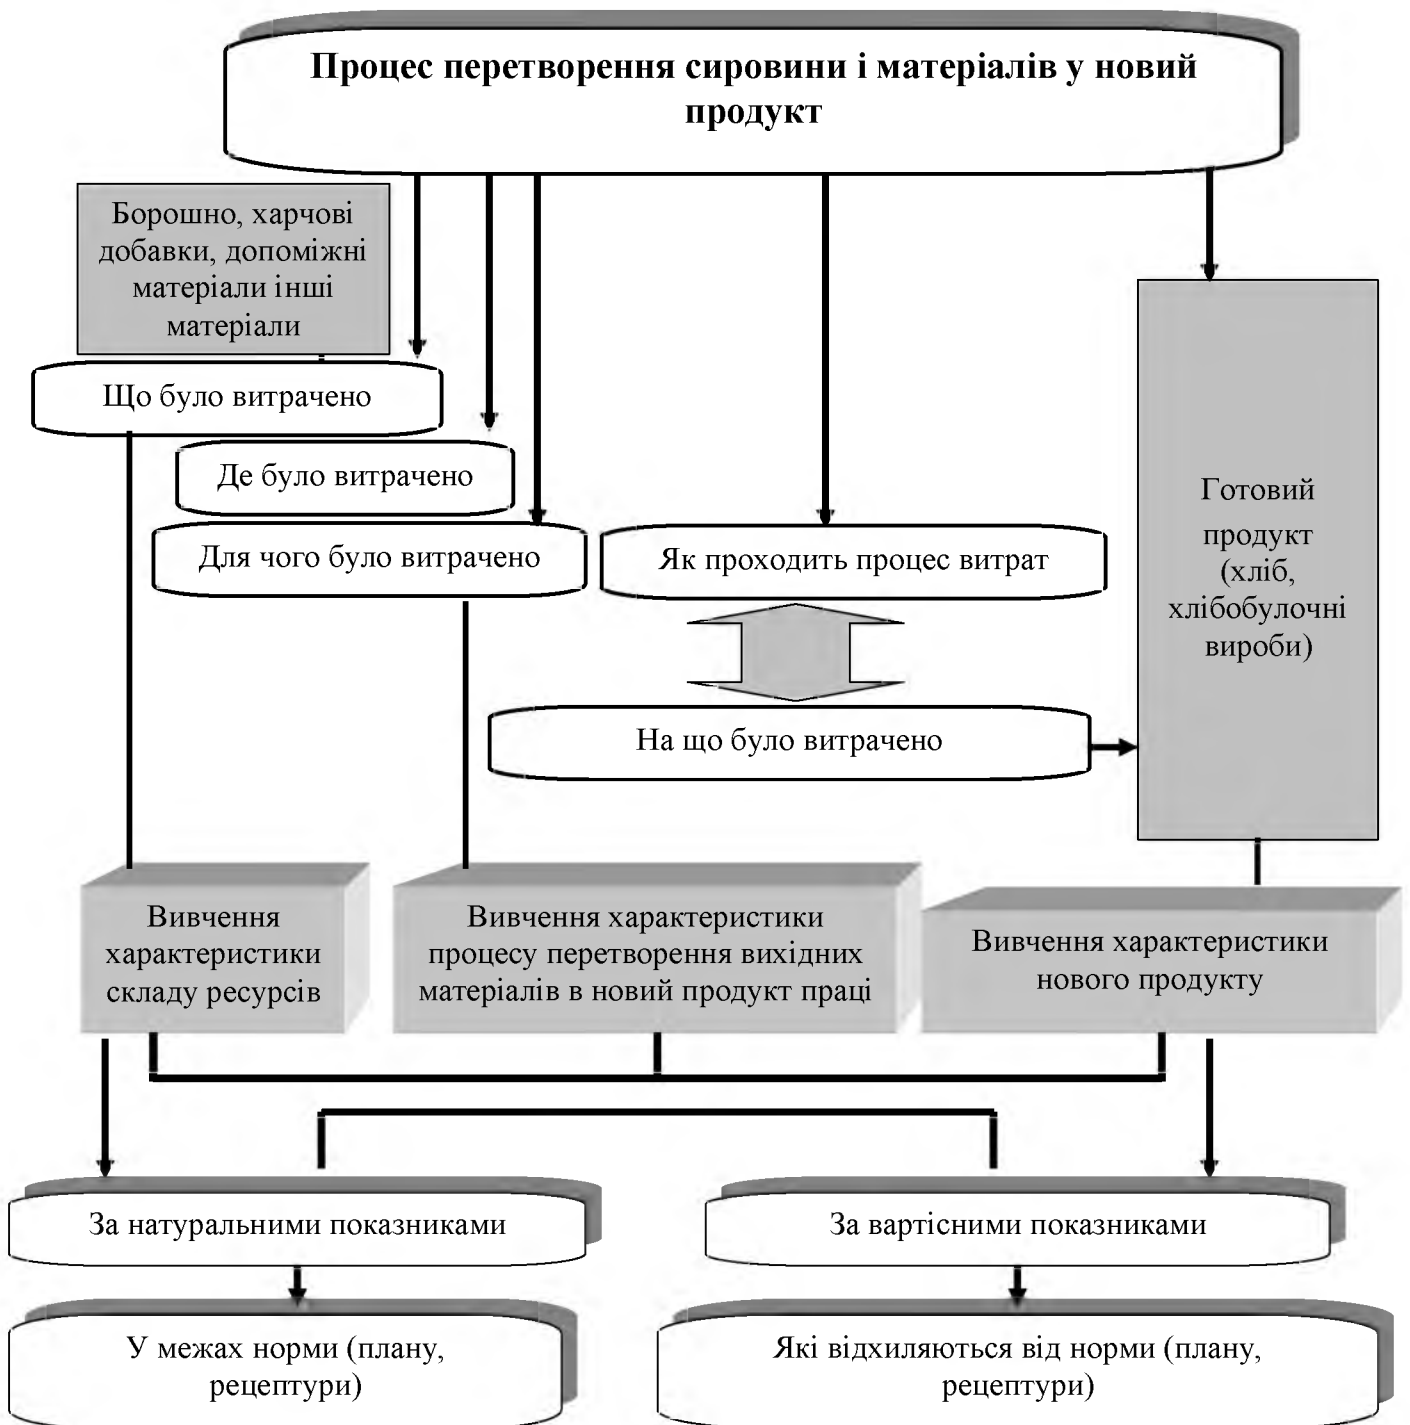 Процес перетворення сировини і матеріалів у новий
продукт
Борошно, харчові
добавки, допоміжні
матеріали інші
матеріали
Що було витрачено
Де було витрачено
Для чого було витрачено
Як проходить процес витрат
На що було витрачено
Готовий
продукт
(хліб,
хлібобулочні
вироби)
Вивчення
характеристики
складу ресурсів
Вивчення характеристики
процесу перетворення вихідних
матеріалів в новий продукт праці
Вивчення характеристики
нового продукту
За натуральними показниками
За вартісними показниками
У межах норми (плану,
рецептури)
Які відхиляються від норми (плану,
рецептури)